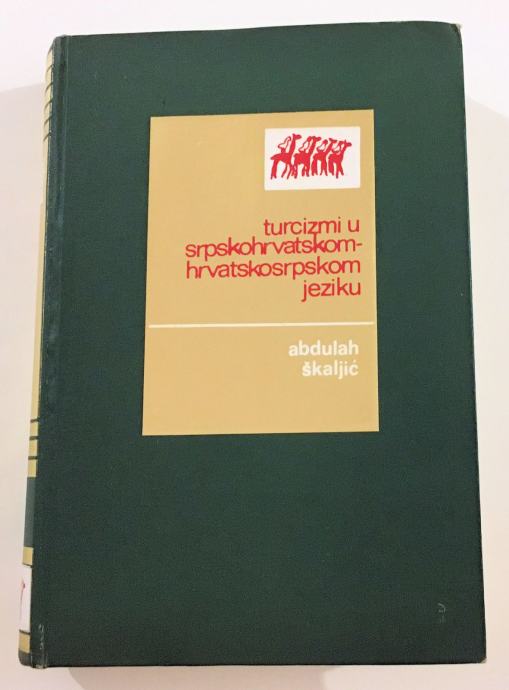 turcizmi u
srpskohrvatskom-
hrvatskosrpskom
jeziku
abdulah
škaljić